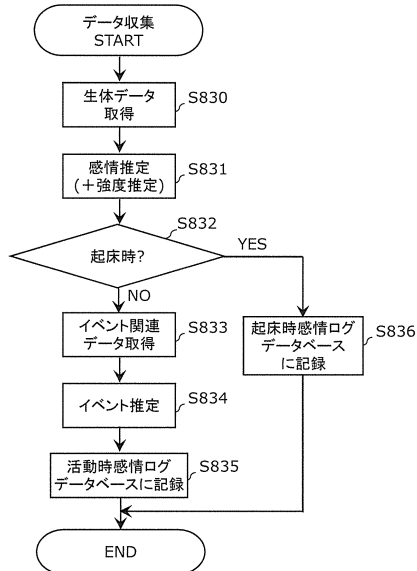 データ収集
START
生体データ
取得
S830
感情推定
(＋強度推定)
S831
S832
起床時?
YES
NO
イベント関連
データ取得
S833
起床時感情ログ
データベース
に記録
S836
イベント推定
S834
活動時感情ログ
データベースに記録
S835
END